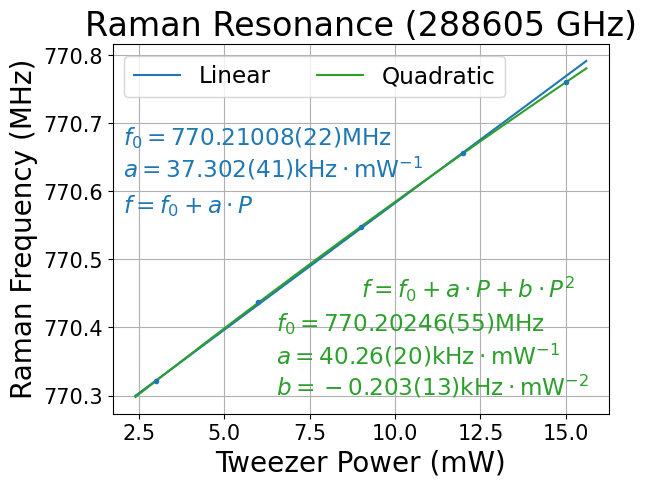 Raman Resonance (288605 GHz)
Linear
Quadratic
f₀ = 770.21008(22)MHz
a = 37.302(41)kHz · mW⁻¹
f = f₀ + a · P
f = f₀ + a · P + b · P²
f₀ = 770.20246(55)MHz
a = 40.26(20)kHz · mW⁻¹
b = −0.203(13)kHz · mW⁻²
Raman Frequency (MHz)
770.8
770.7
770.6
770.5
770.4
770.3
2.5 5.0 7.5 10.0 12.5 15.0
Tweezer Power (mW)